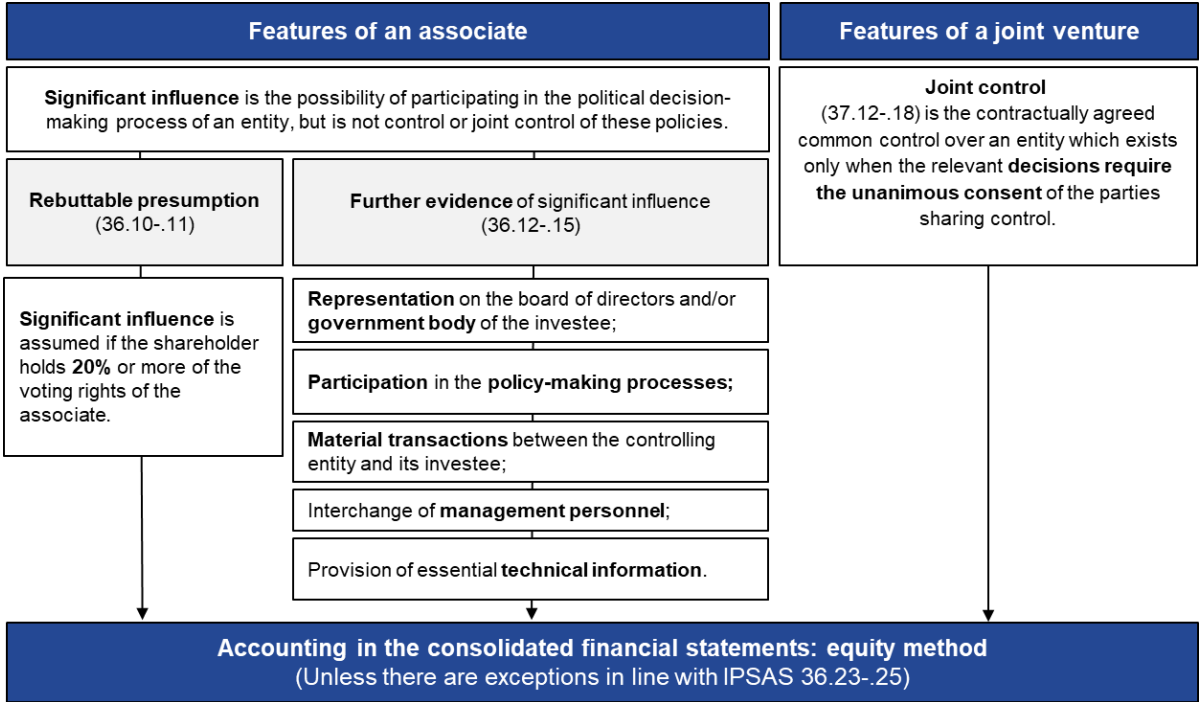 Features of an associate
Features of a joint venture
Significant influence is the possibility of participating in the political decision-
making process of an entity, but is not control or joint control of these policies.
Joint control
(37.12-.18) is the contractually agreed
common control over an entity which exists
only when the relevant decisions require
the unanimous consent of the parties
sharing control.
Rebuttable presumption
(36.10-.11)
Further evidence of significant influence
(36.12-.15)
Significant influence is
assumed if the shareholder
holds 20% or more of the
voting rights of the
associate.
Representation on the board of directors and/or
government body of the investee;
Participation in the policy-making processes;
Material transactions between the controlling
entity and its investee;
Interchange of management personnel;
Provision of essential technical information.
Accounting in the consolidated financial statements: equity method
(Unless there are exceptions in line with IPSAS 36.23-.25)